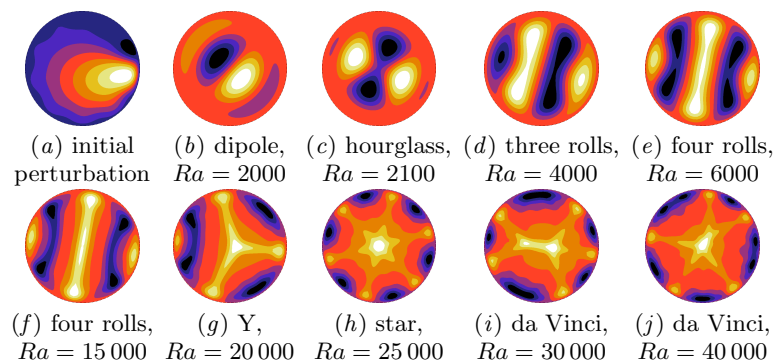 (a) initial perturbation
(b) dipole, Ra = 2000
(c) hourglass, Ra = 2100
(d) three rolls, Ra = 4000
(e) four rolls, Ra = 6000
(f) four rolls, Ra = 15 000
(g) Y, Ra = 20 000
(h) star, Ra = 25 000
(i) da Vinci, Ra = 30 000
(j) da Vinci, Ra = 40 000